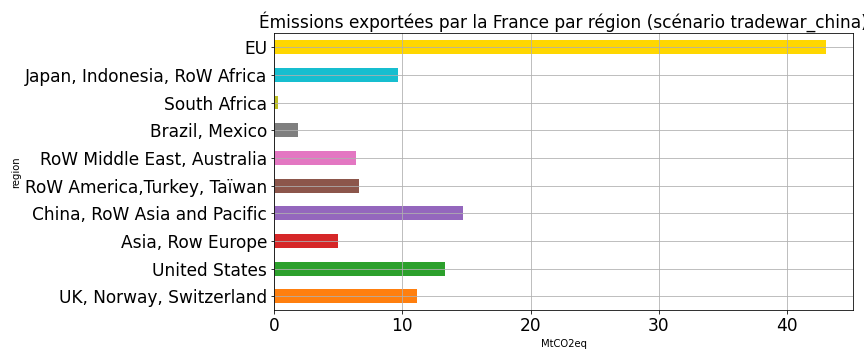 Émissions exportées par la France par région (scénario tradewar_china)
EU
Japan, Indonesia, RoW Africa
South Africa
Brazil, Mexico
RoW Middle East, Australia
RoW America,Turkey, Taïwan
China, RoW Asia and Pacific
Asia, Row Europe
United States
UK, Norway, Switzerland
region
0 10 20 30 40
MtCO2eq